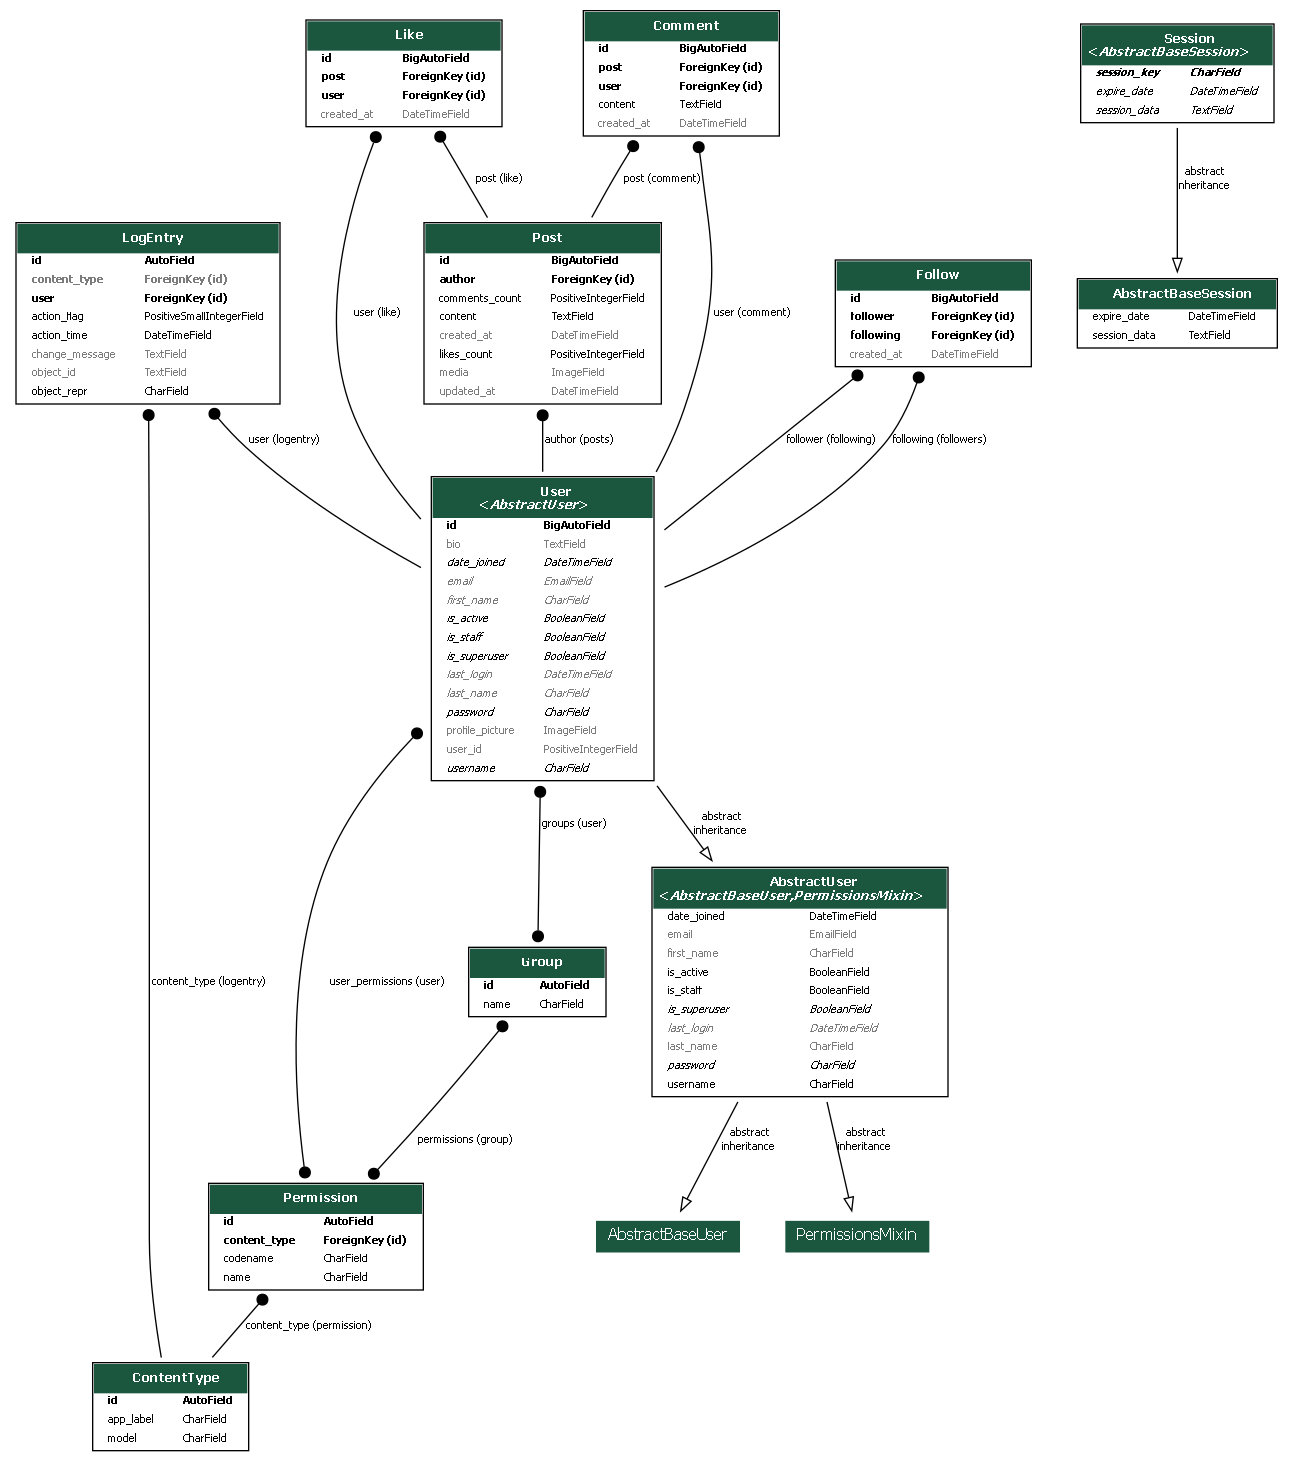 Like
id BigAutoField
post ForeignKey (id)
user ForeignKey (id)
created_at DateTimeField
Comment
id BigAutoField
post ForeignKey (id)
user ForeignKey (id)
content TextField
created_at DateTimeField
Session
<AbstractBaseSession>
session_key CharField
expire_date DateTimeField
session_data TextField
post (like)
post (comment)
abstract
inheritance
LogEntry
id AutoField
content_type ForeignKey (id)
user ForeignKey (id)
action_flag PositiveSmallIntegerField
action_time DateTimeField
change_message TextField
object_id TextField
object_repr CharField
user (like)
Post
id BigAutoField
author ForeignKey (id)
comments_count PositiveIntegerField
content TextField
created_at DateTimeField
likes_count PositiveIntegerField
media ImageField
updated_at DateTimeField
user (comment)
Follow
id BigAutoField
follower ForeignKey (id)
following ForeignKey (id)
created_at DateTimeField
AbstractBaseSession
expire_date DateTimeField
session_data TextField
user (logentry)
author (posts)
follower (following)
following (followers)
User
<AbstractUser>
id BigAutoField
bio TextField
date_joined DateTimeField
email EmailField
first_name CharField
is_active BooleanField
is_staff BooleanField
is_superuser BooleanField
last_login DateTimeField
last_name CharField
password CharField
profile_picture ImageField
user_id PositiveIntegerField
username CharField
groups (user)
abstract
inheritance
content_type (logentry)
user_permissions (user)
Group
id AutoField
name CharField
AbstractUser
<AbstractBaseUser,PermissionsMixin>
date_joined DateTimeField
email EmailField
first_name CharField
is_active BooleanField
is_staff BooleanField
is_superuser BooleanField
last_login DateTimeField
last_name CharField
password CharField
username CharField
permissions (group)
abstract
inheritance
abstract
inheritance
Permission
id AutoField
content_type ForeignKey (id)
codename CharField
name CharField
AbstractBaseUser
PermissionsMixin
content_type (permission)
ContentType
id AutoField
app_label CharField
model CharField